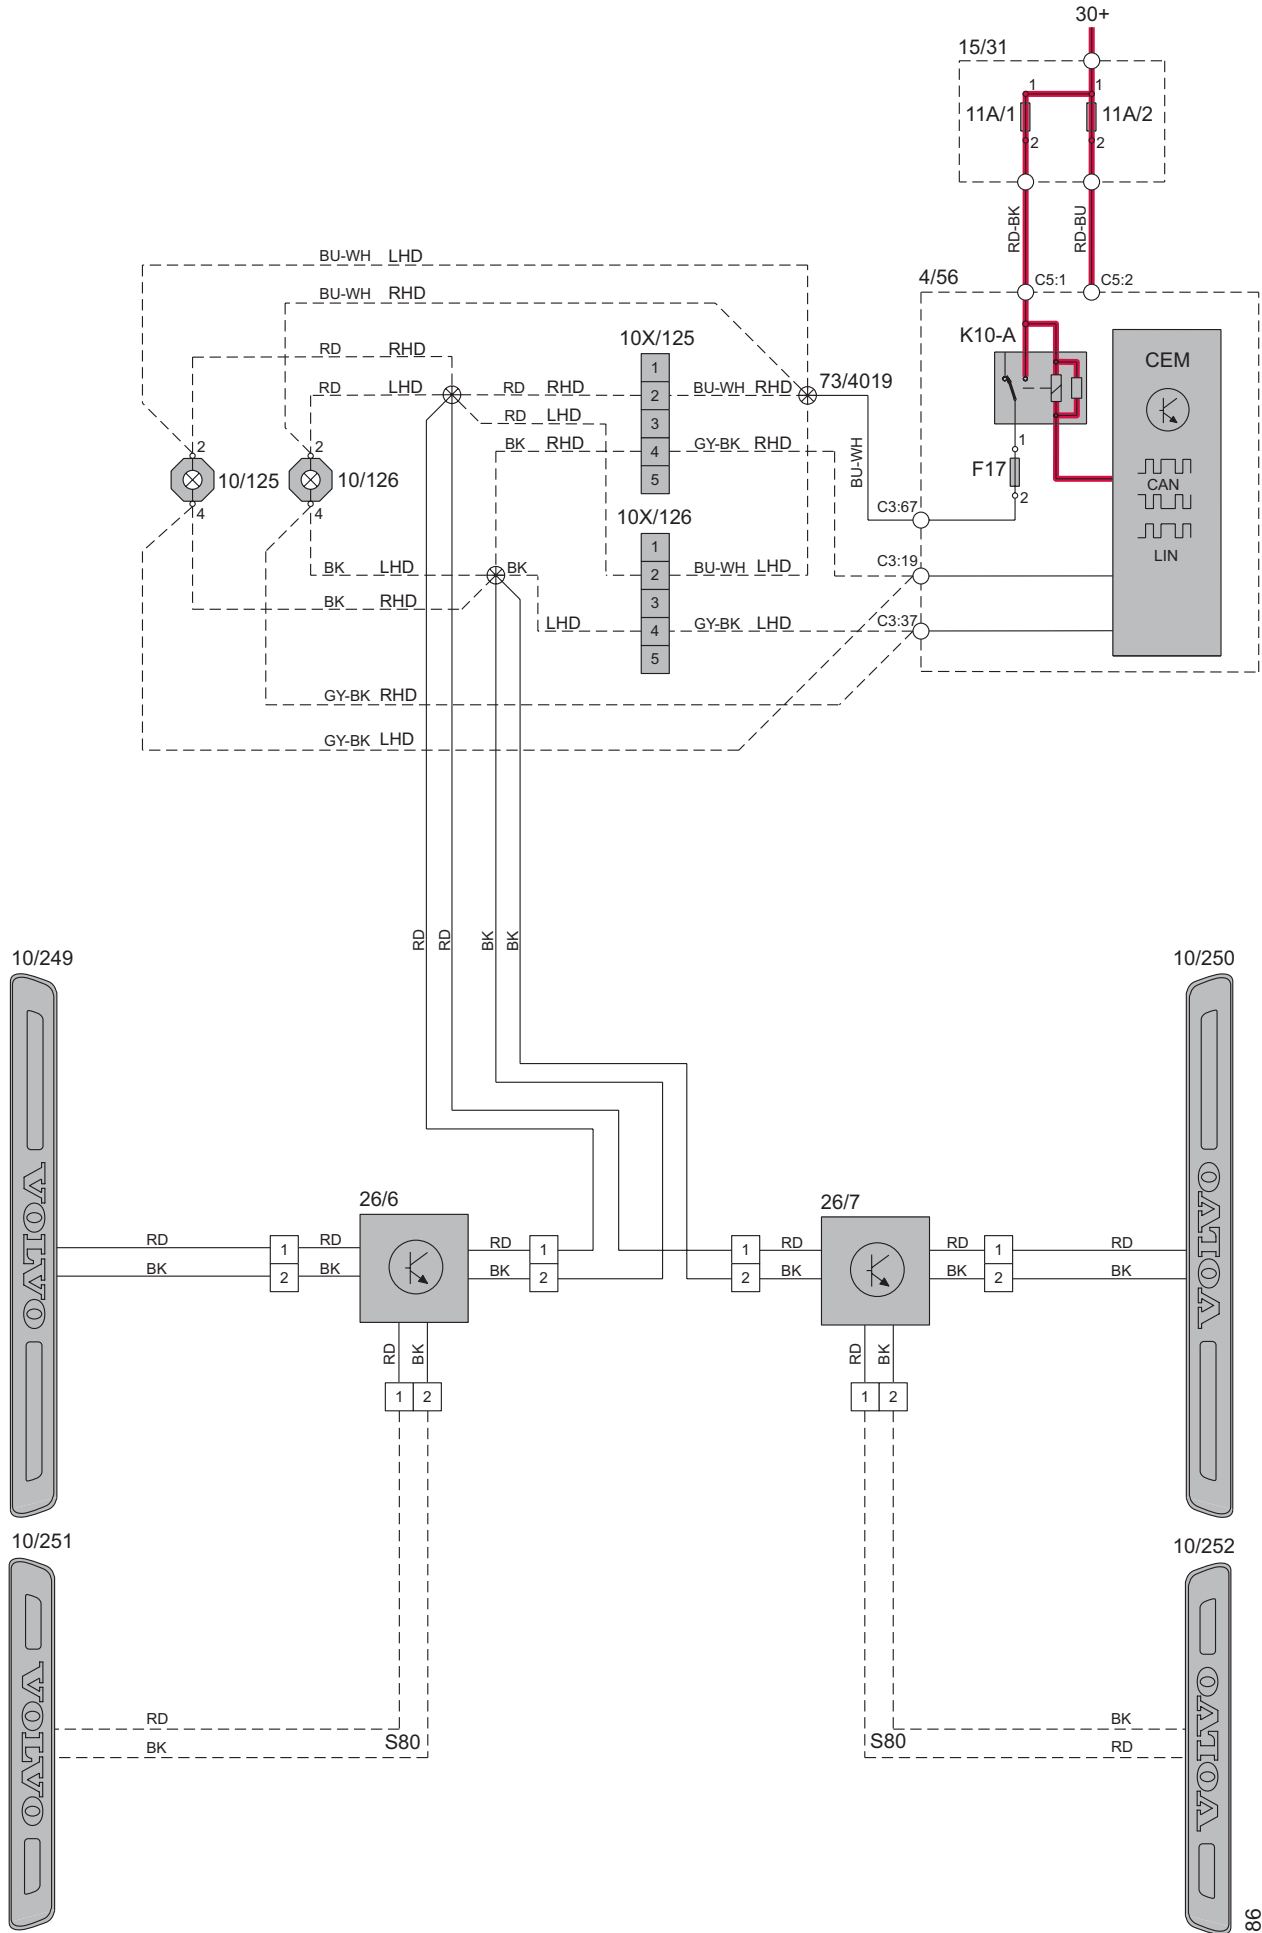 30+
15/31
1 1
11A/1 11A/2
2 2
RD-BK RD-BU
BU-WH LHD
4/56 C5:1 C5:2
BU-WH RHD
10X/125 K10-A
RD RHD
CEM
1
RD LHD RD RHD 2 BU-WH RHD 73/4019
RD LHD 3
BK RHD 4 GY-BK RHD
5
2 2
10/125 10/126
4 4
BU-WH
1
F17
2
CAN
LIN
C3:67
10X/126
1
C3:19
BK LHD BK 2 BU-WH LHD
BK RHD 3
LHD 4 GY-BK LHD C3:37
5
GY-BK RHD
GY-BK LHD
RD RD BK BK
10/249 10/250
VOLVO VOLVO
26/6 26/7
RD 1 RD RD 1 1 RD RD 1 RD
BK 2 BK BK 2 2 BK BK 2 BK
RD BK RD BK
1 2 1 2
10/251 10/252
VOLVO VOLVO
RD BK
BK S80 S80 RD
86